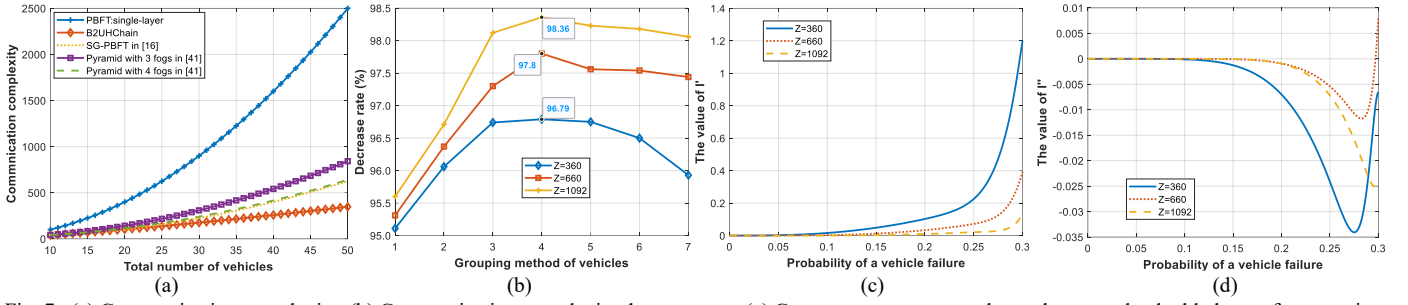 2500
2000
1500
1000
500
0
10 15 20 25 30 35 40 45 50
Commnication complexity
Total number of vehicles
PBFT:single-layer
B2UHChain
SG-PBFT in [16]
Pyramid with 3 fogs in [41]
Pyramid with 4 fogs in [41]
(a)
98.5
98.0
97.5
97.0
96.5
96.0
95.5
95.0
1 2 3 4 5 6 7
Decrease rate (%)
Grouping method of vehicles
98.36
97.8
96.79
Z=360
Z=660
Z=1092
(b)
1.4
1.2
1
0.8
0.6
0.4
0.2
0
0 0.05 0.1 0.15 0.2 0.25 0.3
The value of I'
Probability of a vehicle failure
Z=360
Z=660
Z=1092
(c)
0.01
0.005
0
-0.005
-0.01
-0.015
-0.02
-0.025
-0.03
-0.035
0 0.05 0.1 0.15 0.2 0.25 0.3
The value of I''
Probability of a vehicle failure
Z=360
Z=660
Z=1092
(d)